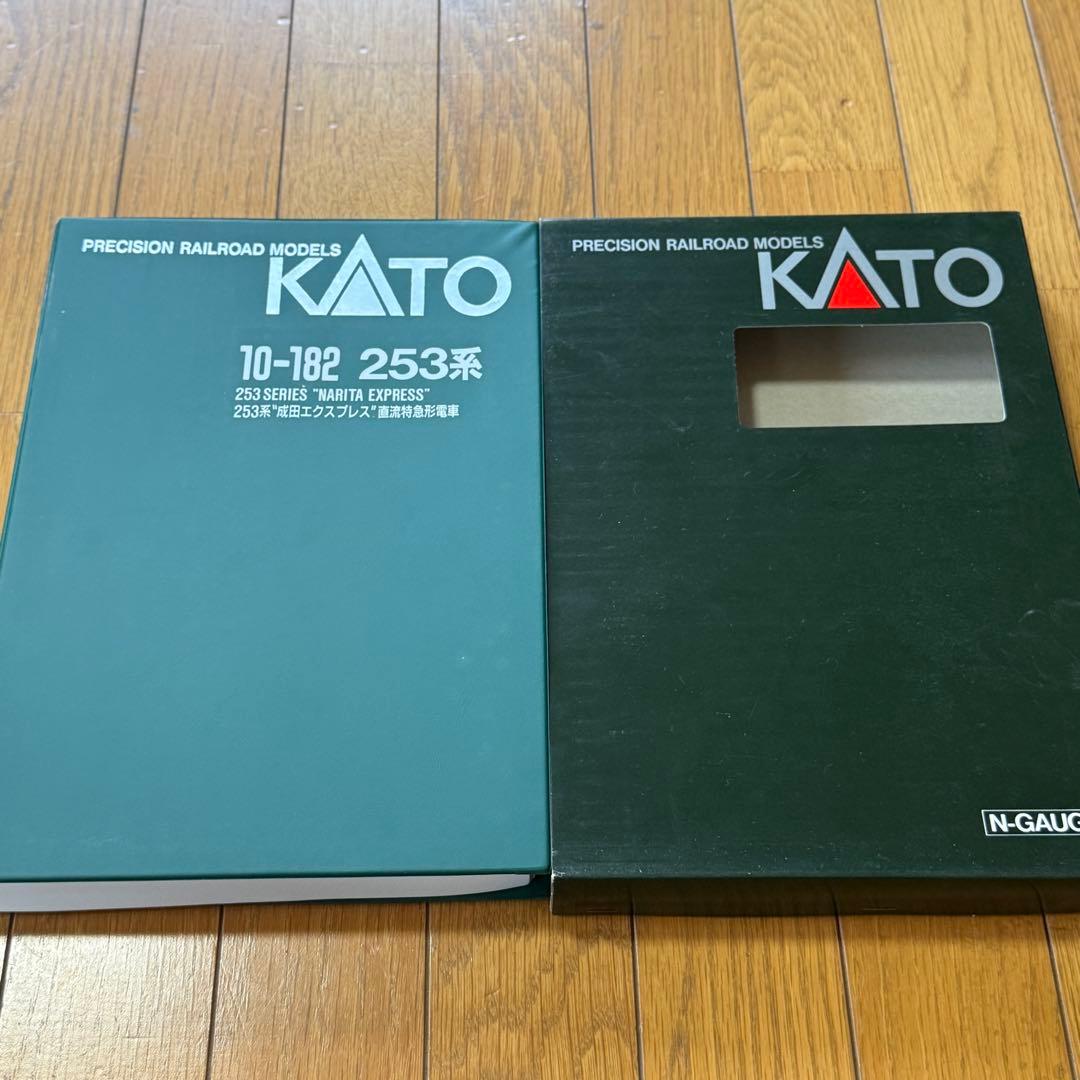 PRECISION RAILROAD MODELS
KATO
10-182 253系
253 SERIES "NARITA EXPRESS"
253系"成田エクスプレス"直流特急形電車
PRECISION RAILROAD MODELS
KATO
N-GAUG